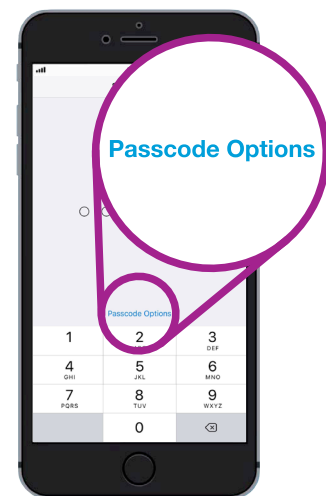 Passcode Options
Passcode Options
1
2
3
DEF
4
5
6
GHI
JKL
MNO
7
8
9
PQRS
TUV
WXYZ
0